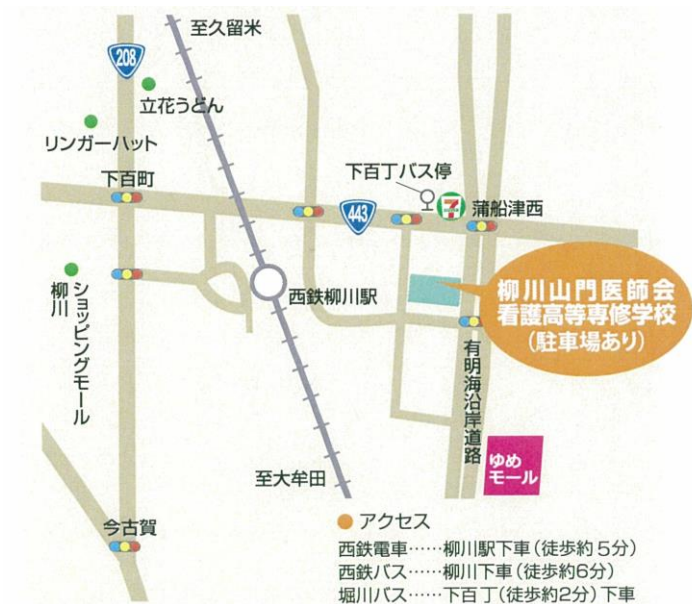 至久留米
208
立花うどん
リンガーハット
下百町
下百丁バス停
443
7
蒲船津西
柳川
ショッピングモール
西鉄柳川駅
柳川山門医師会
看護高等専修学校
(駐車場あり)
有明海沿岸道路
ゆめ
モール
至大牟田
今古賀
アクセス
西鉄電車……柳川駅下車(徒歩約5分)
西鉄バス……柳川下車(徒歩約6分)
堀川バス……下百丁(徒歩約2分)下車